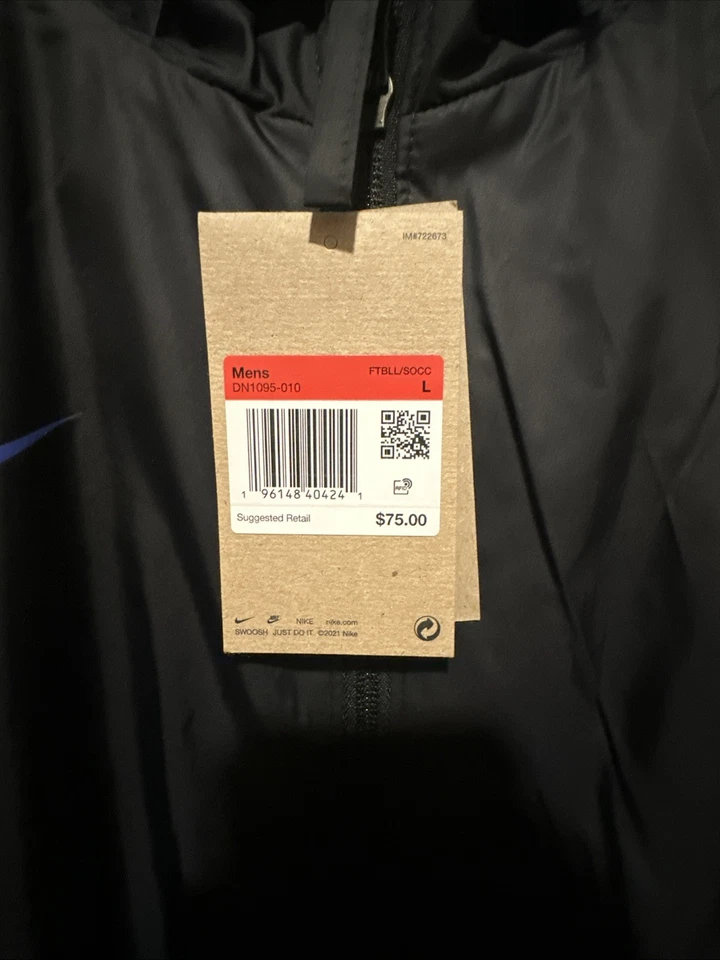 IM#722673
Mens FTBLL/SOCC
DN1095-010 L
1 96148 40424 1
RFID
Suggested Retail $75.00
NIKE nike.com
SWOOSH JUST DO IT ©2021 Nike